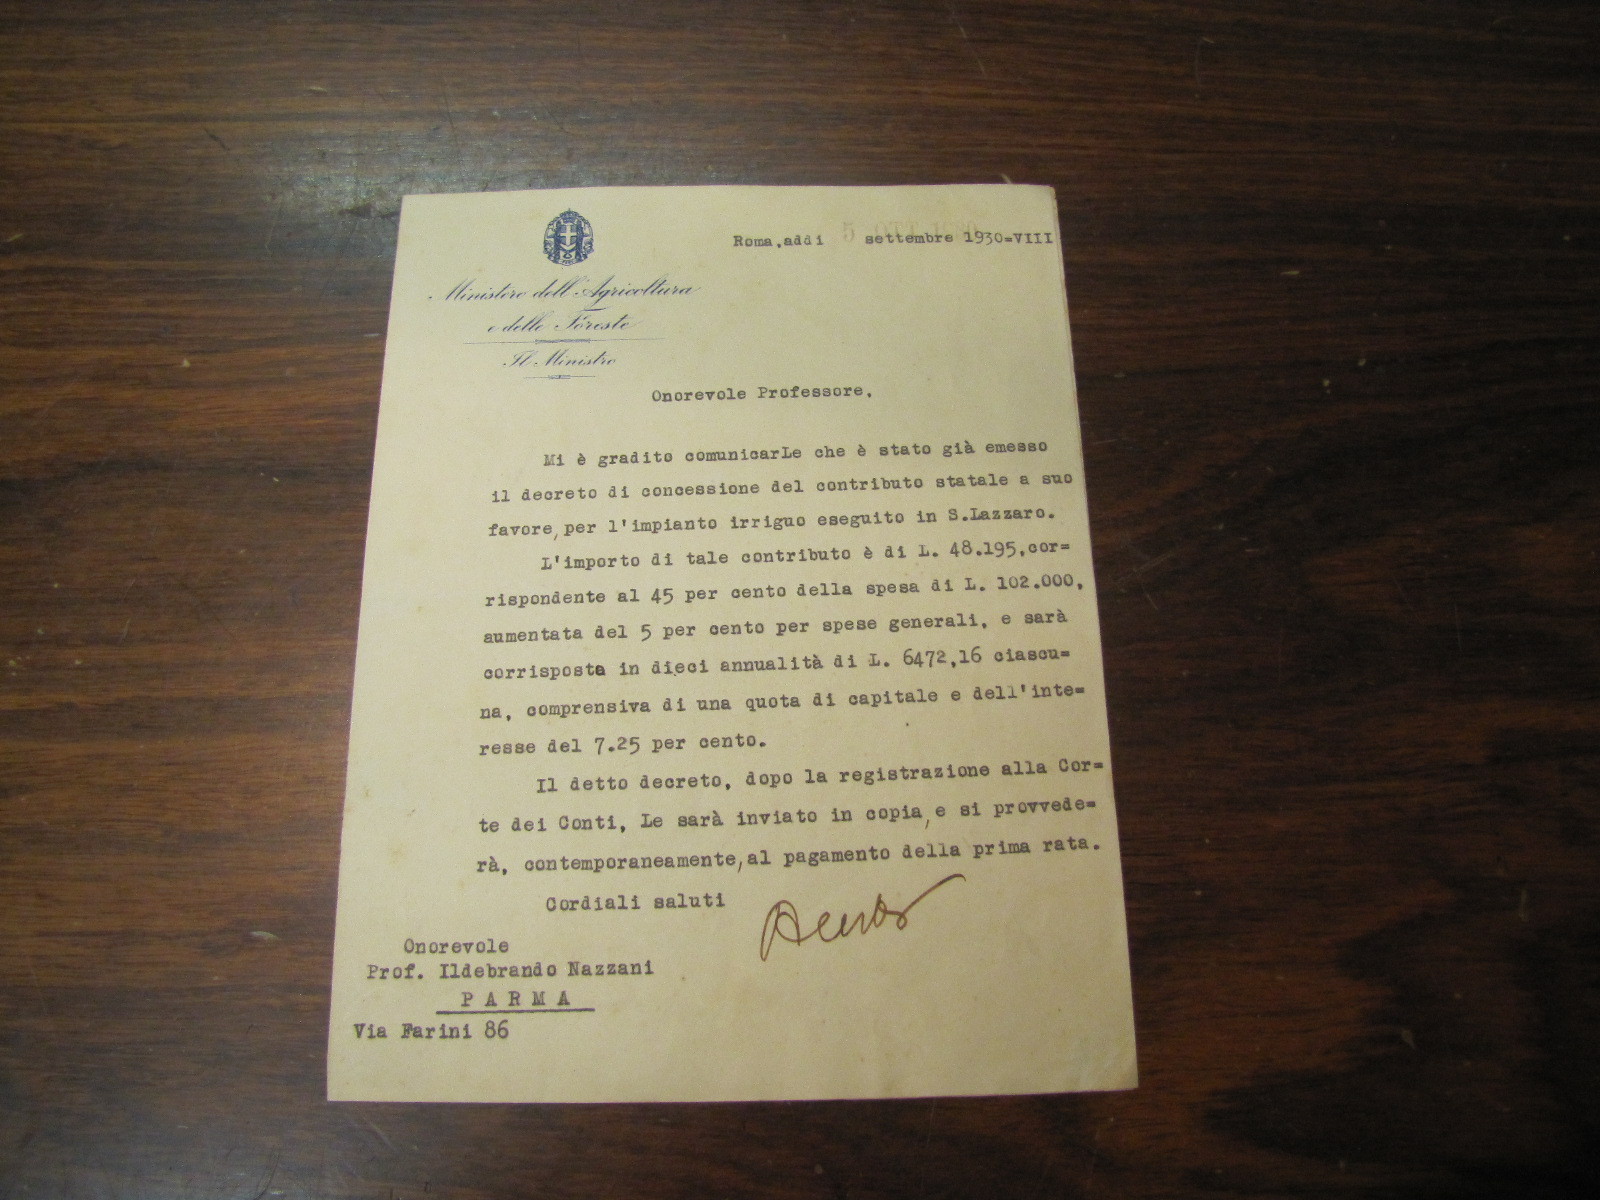 Roma, addì 5 OTT. 1930 settembre 1930=VIII
Ministero dell'Agricoltura
e delle Foreste
Il Ministro
Onorevole Professore,
Mi è gradito comunicarLe che è stato già emesso
il decreto di concessione del contributo statale a suo
favore, per l'impianto irriguo eseguito in S.Lazzaro.
L'importo di tale contributo è di L. 48.195,cor=
rispondente al 45 per cento della spesa di L. 102.000,
aumentata del 5 per cento per spese generali, e sarà
corrisposta in dieci annualità di L. 6472,16 ciascu=
na, comprensiva di una quota di capitale e dell'inte=
resse del 7.25 per cento.
Il detto decreto, dopo la registrazione alla Cor=
te dei Conti, Le sarà inviato in copia, e si provvede=
rà, contemporaneamente, al pagamento della prima rata.
Cordiali saluti
Onorevole
Prof. Ildebrando Nazzani
PARMA
Via Farini 86